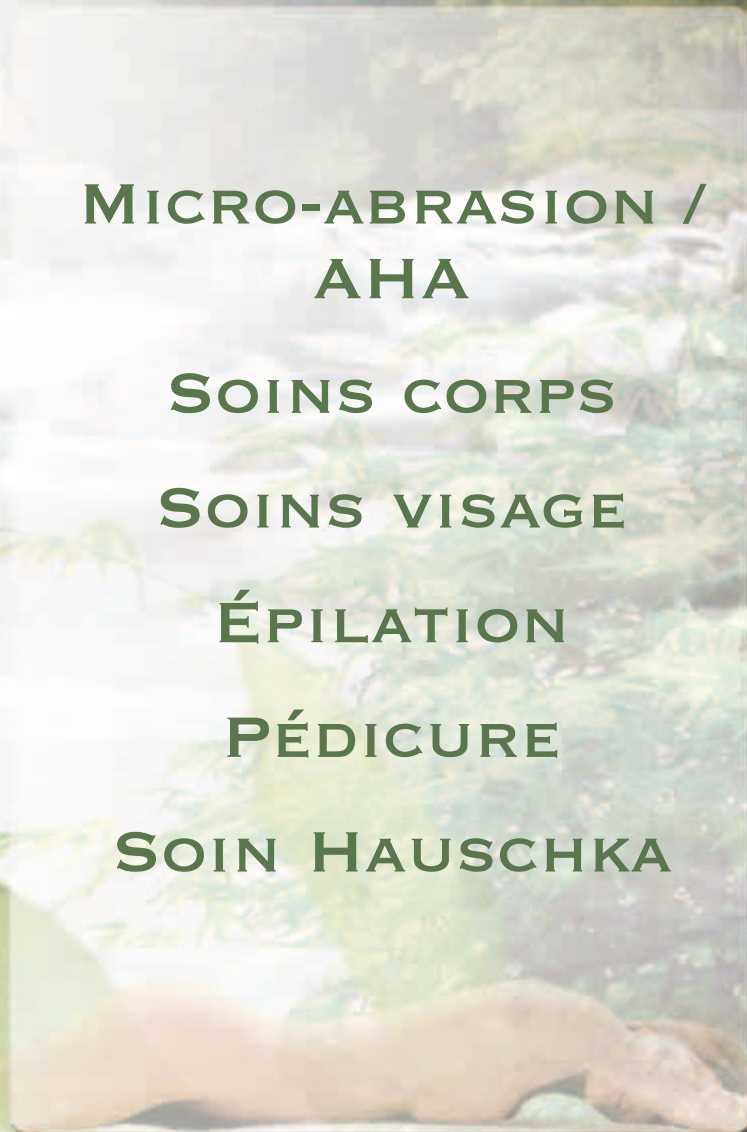 Micro-abrasion /
AHA
Soins corps
Soins visage
Épilation
Pédicure
Soin Hauschka